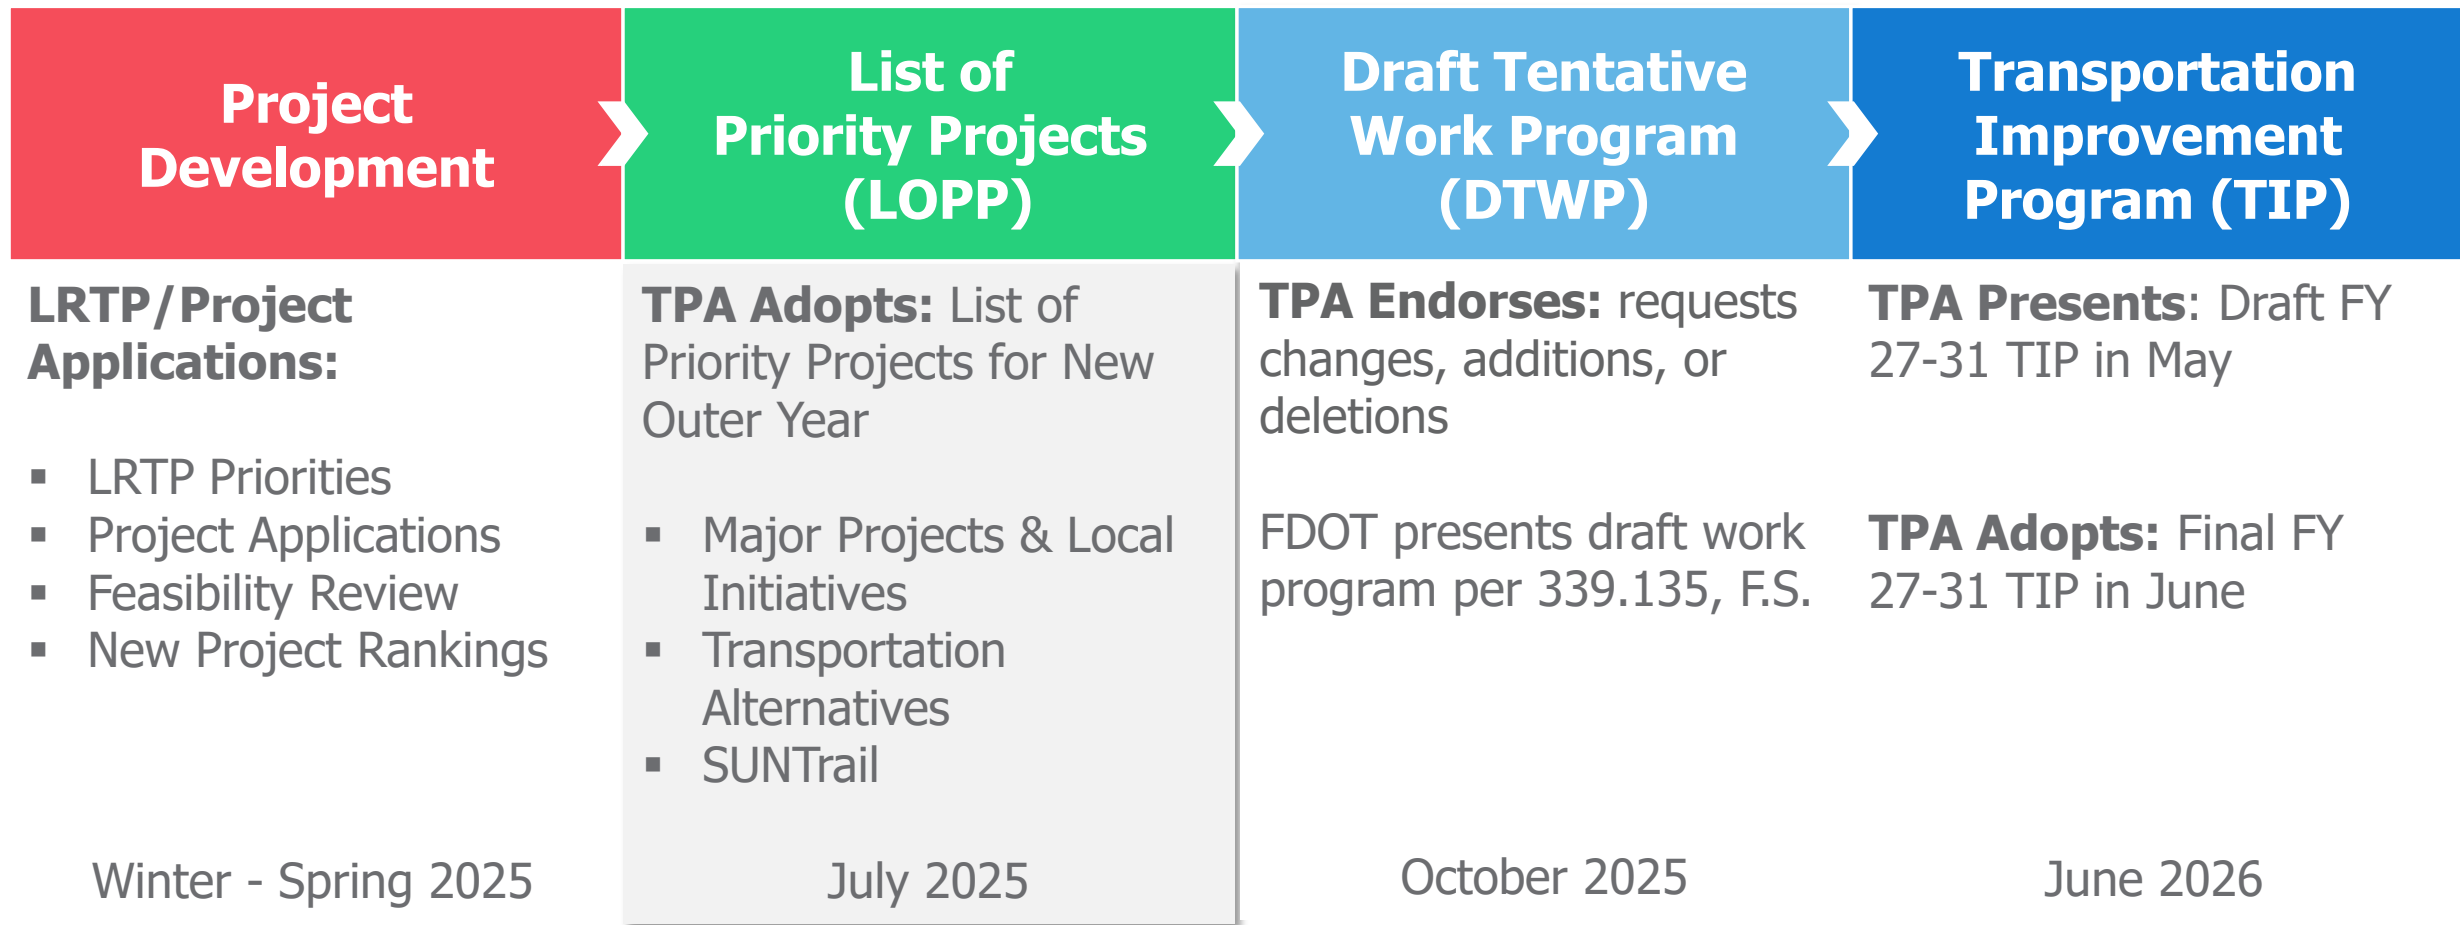 Project
Development
List of
Priority Projects
(LOPP)
Draft Tentative
Work Program
(DTWP)
Transportation
Improvement
Program (TIP)
LRTP/Project
Applications:
▪ LRTP Priorities
▪ Project Applications
▪ Feasibility Review
▪ New Project Rankings
Winter - Spring 2025
TPA Adopts: List of
Priority Projects for New
Outer Year
▪ Major Projects & Local
Initiatives
▪ Transportation
Alternatives
▪ SUNTrail
July 2025
TPA Endorses: requests
changes, additions, or
deletions
FDOT presents draft work
program per 339.135, F.S.
October 2025
TPA Presents: Draft FY
27-31 TIP in May
TPA Adopts: Final FY
27-31 TIP in June
June 2026